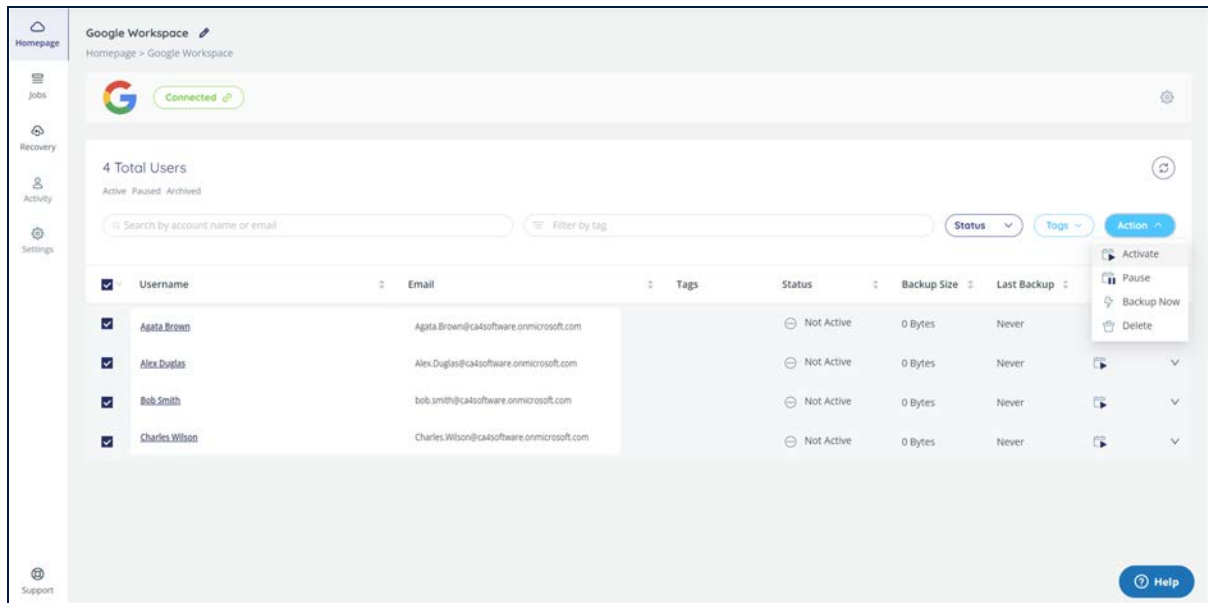 Homepage
Jobs
Recovery
Activity
Settings
Support
Google Workspace
Homepage > Google Workspace
Connected
4 Total Users
Active Paused Archived
Search by account name or email
Filter by tag
Status
Tags
Action
Activate
Pause
Backup Now
Delete
Username Email Tags Status Backup Size Last Backup
Agata Brown Agata.Brown@ca4software.onmicrosoft.com Not Active 0 Bytes Never
Alex Duglas Alex.Duglas@ca4software.onmicrosoft.com Not Active 0 Bytes Never
Bob Smith bob.smith@ca4software.onmicrosoft.com Not Active 0 Bytes Never
Charles Wilson Charles.Wilson@ca4software.onmicrosoft.com Not Active 0 Bytes Never
Help